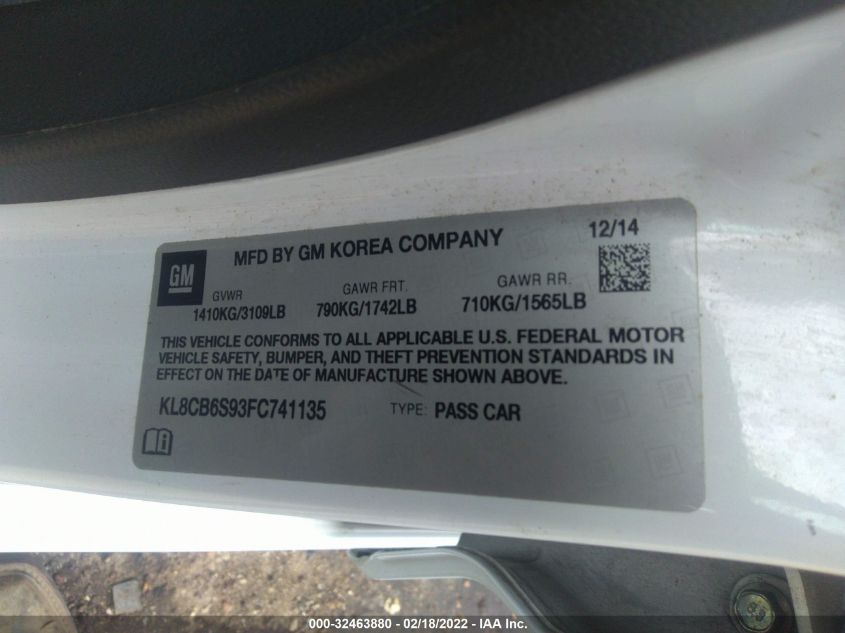 12/14
MFD BY GM KOREA COMPANY
GM
GVWR GAWR FRT. GAWR RR.
1410KG/3109LB 790KG/1742LB 710KG/1565LB
THIS VEHICLE CONFORMS TO ALL APPLICABLE U.S. FEDERAL MOTOR
VEHICLE SAFETY, BUMPER, AND THEFT PREVENTION STANDARDS IN
EFFECT ON THE DATE OF MANUFACTURE SHOWN ABOVE.
KL8CB6S93FC741135 TYPE: PASS CAR
000-32463880 - 02/18/2022 - IAA Inc.